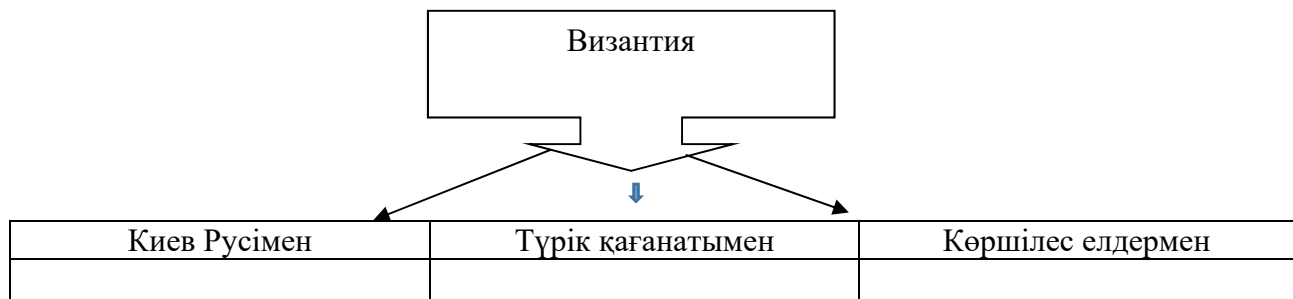 Византия
Киев Русімен
Түрік қағанатымен
Көршілес елдермен